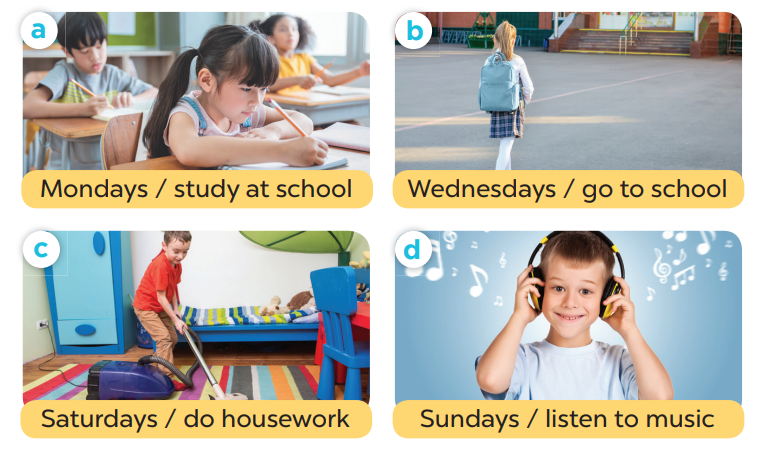 a
Mondays / study at school
b
Wednesdays / go to school
c
Saturdays / do housework
d
Sundays / listen to music